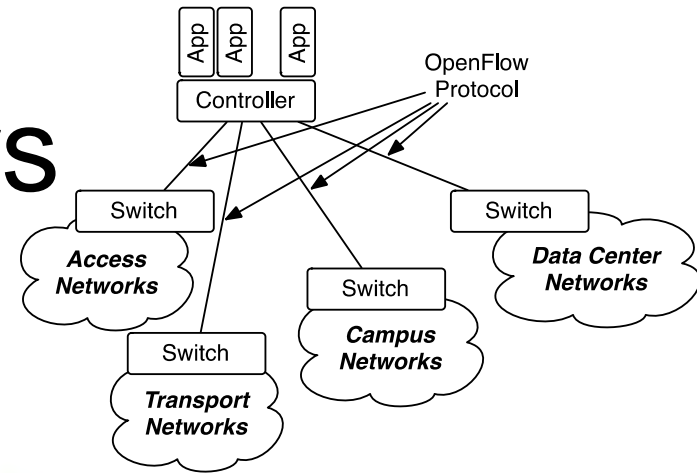 App
App
App
OpenFlow
Protocol
Controller
Switch
Switch
Access
Networks
Data Center
Networks
Switch
Campus
Networks
Switch
Transport
Networks